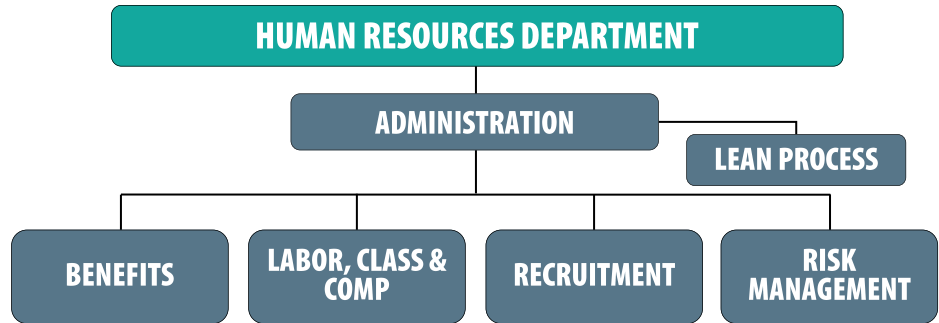 HUMAN RESOURCES DEPARTMENT
ADMINISTRATION
LEAN PROCESS
BENEFITS
LABOR, CLASS &
COMP
RECRUITMENT
RISK
MANAGEMENT